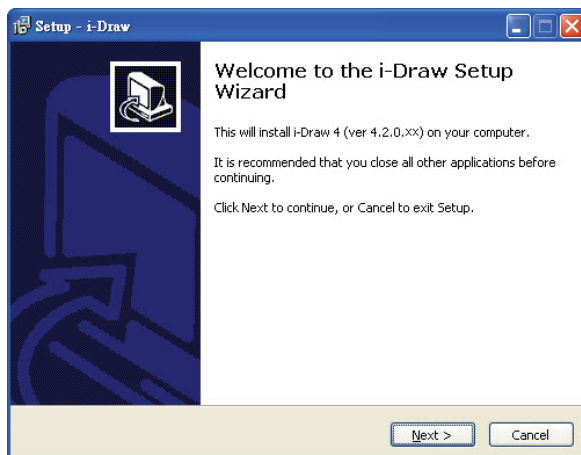 Setup - i-Draw
Welcome to the i-Draw Setup
Wizard
This will install i-Draw 4 (ver 4.2.0.xx) on your computer.
It is recommended that you close all other applications before
continuing.
Click Next to continue, or Cancel to exit Setup.
Next > Cancel